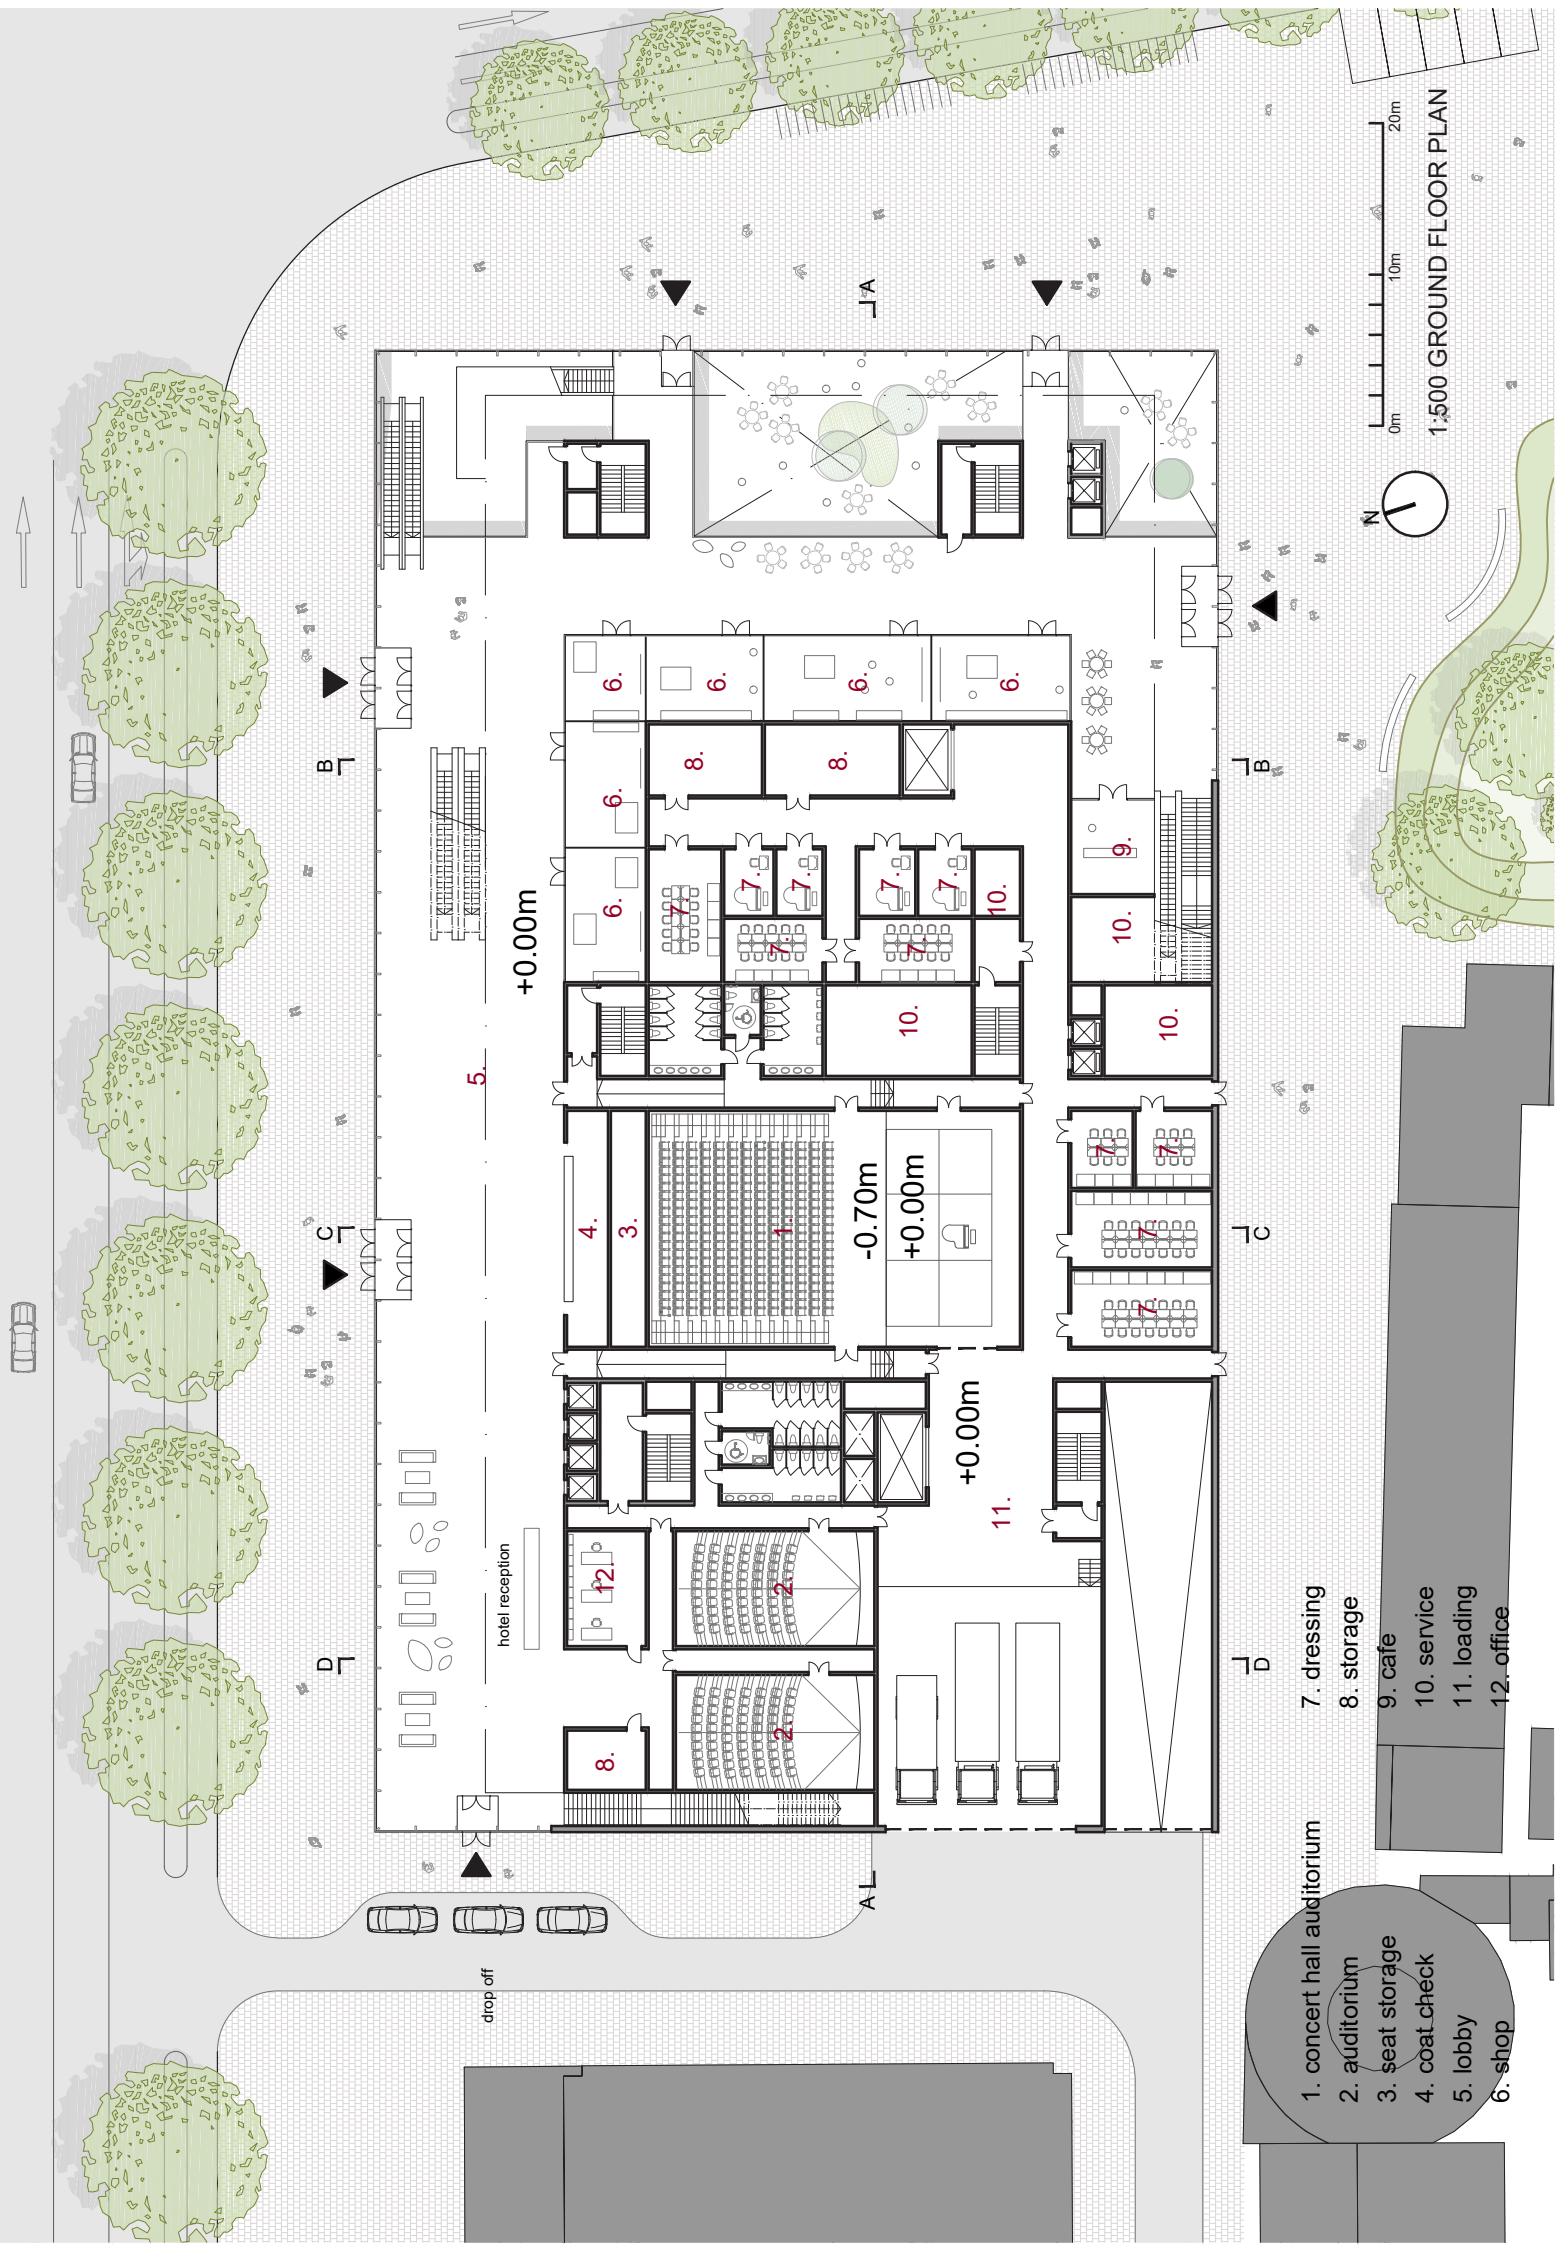 1:500 GROUND FLOOR PLAN
0m 10m 20m
N
A
A
B
B
C
C
D
D
+0.00m
-0.70m
+0.00m
+0.00m
hotel reception
drop off
5.
6.
6.
6.
6.
6.
6.
8.
8.
9.
7.
7.
7.
7.
7.
7.
7.
10.
10.
10.
10.
4.
3.
1.
7.
7.
7.
7.
11.
12.
2.
2.
8.
1. concert hall auditorium
2. auditorium
3. seat storage
4. coat check
5. lobby
6. shop
7. dressing
8. storage
9. cafe
10. service
11. loading
12. office